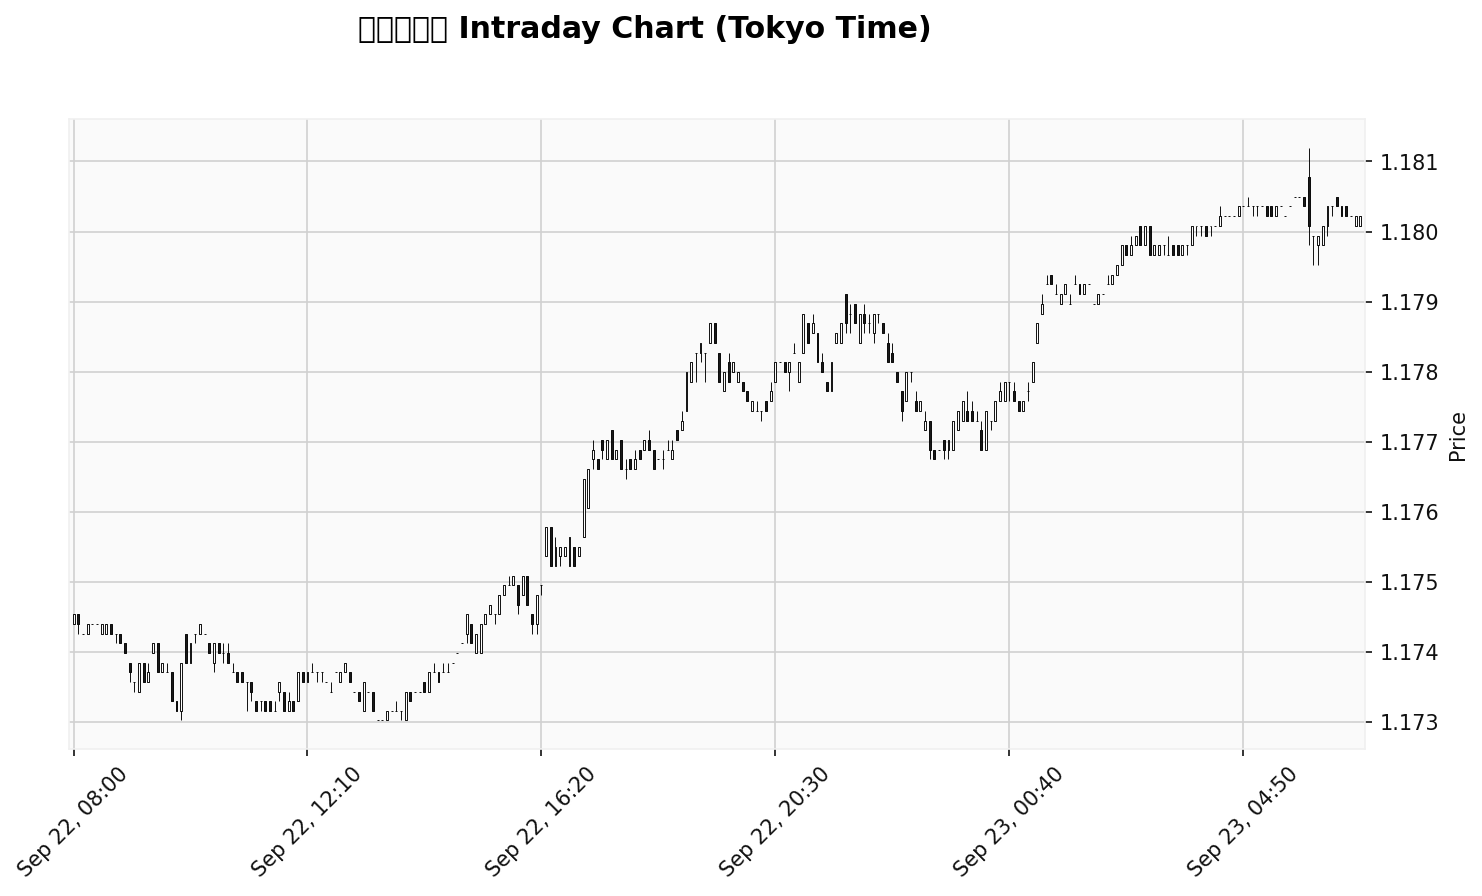 Intraday Chart (Tokyo Time)
1.181
1.180
1.179
1.178
1.177
1.176
1.175
1.174
1.173
Price
Sep 22, 08:00
Sep 22, 12:10
Sep 22, 16:20
Sep 22, 20:30
Sep 23, 00:40
Sep 23, 04:50